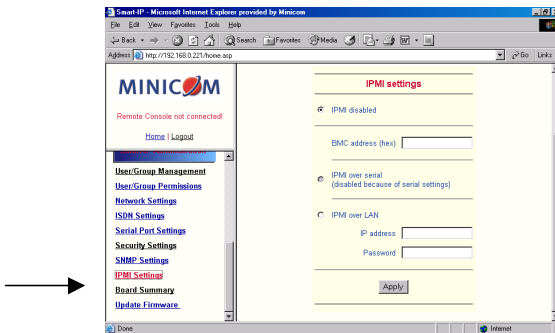 Smart-IP - Microsoft Internet Explorer provided by Minicom
File Edit View Favorites Tools Help
Back Search Favorites Media
Address http://192.168.0.221/home.asp Go Links
MINICOM
Remote Console not connected!
Home | Logout
User/Group Management
User/Group Permissions
Network Settings
ISDN Settings
Serial Port Settings
Security Settings
SNMP Settings
IPMI Settings
Board Summary
Update Firmware
IPMI settings
IPMI disabled
BMC address (hex)
IPMI over serial
(disabled because of serial settings)
IPMI over LAN
IP address
Password
Apply
Done Internet